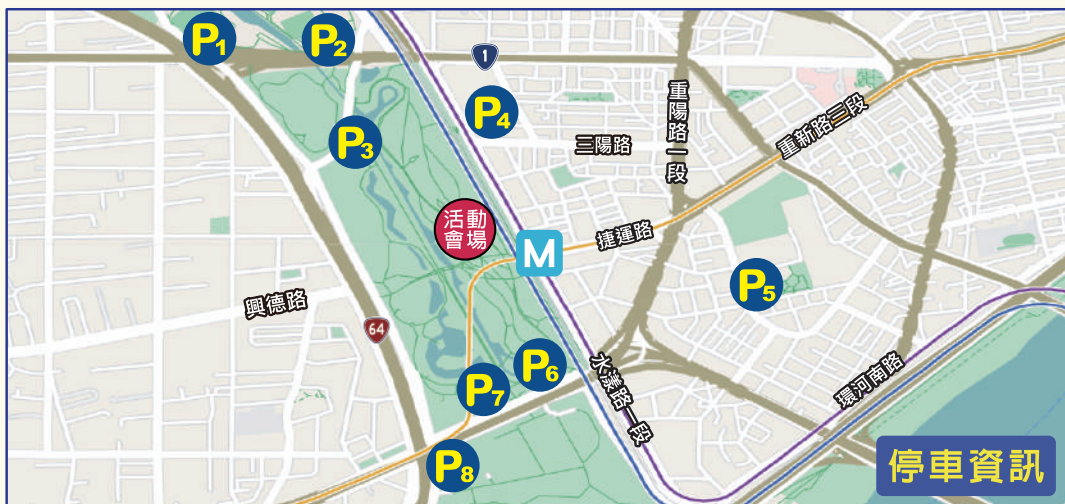 P1
P2
1
P3
P4
重陽路一段
三陽路
重新路三段
活動
會場
M
捷運路
P5
興德路
64
P6
P7
水漾路一段
環河南路
P8
停車資訊